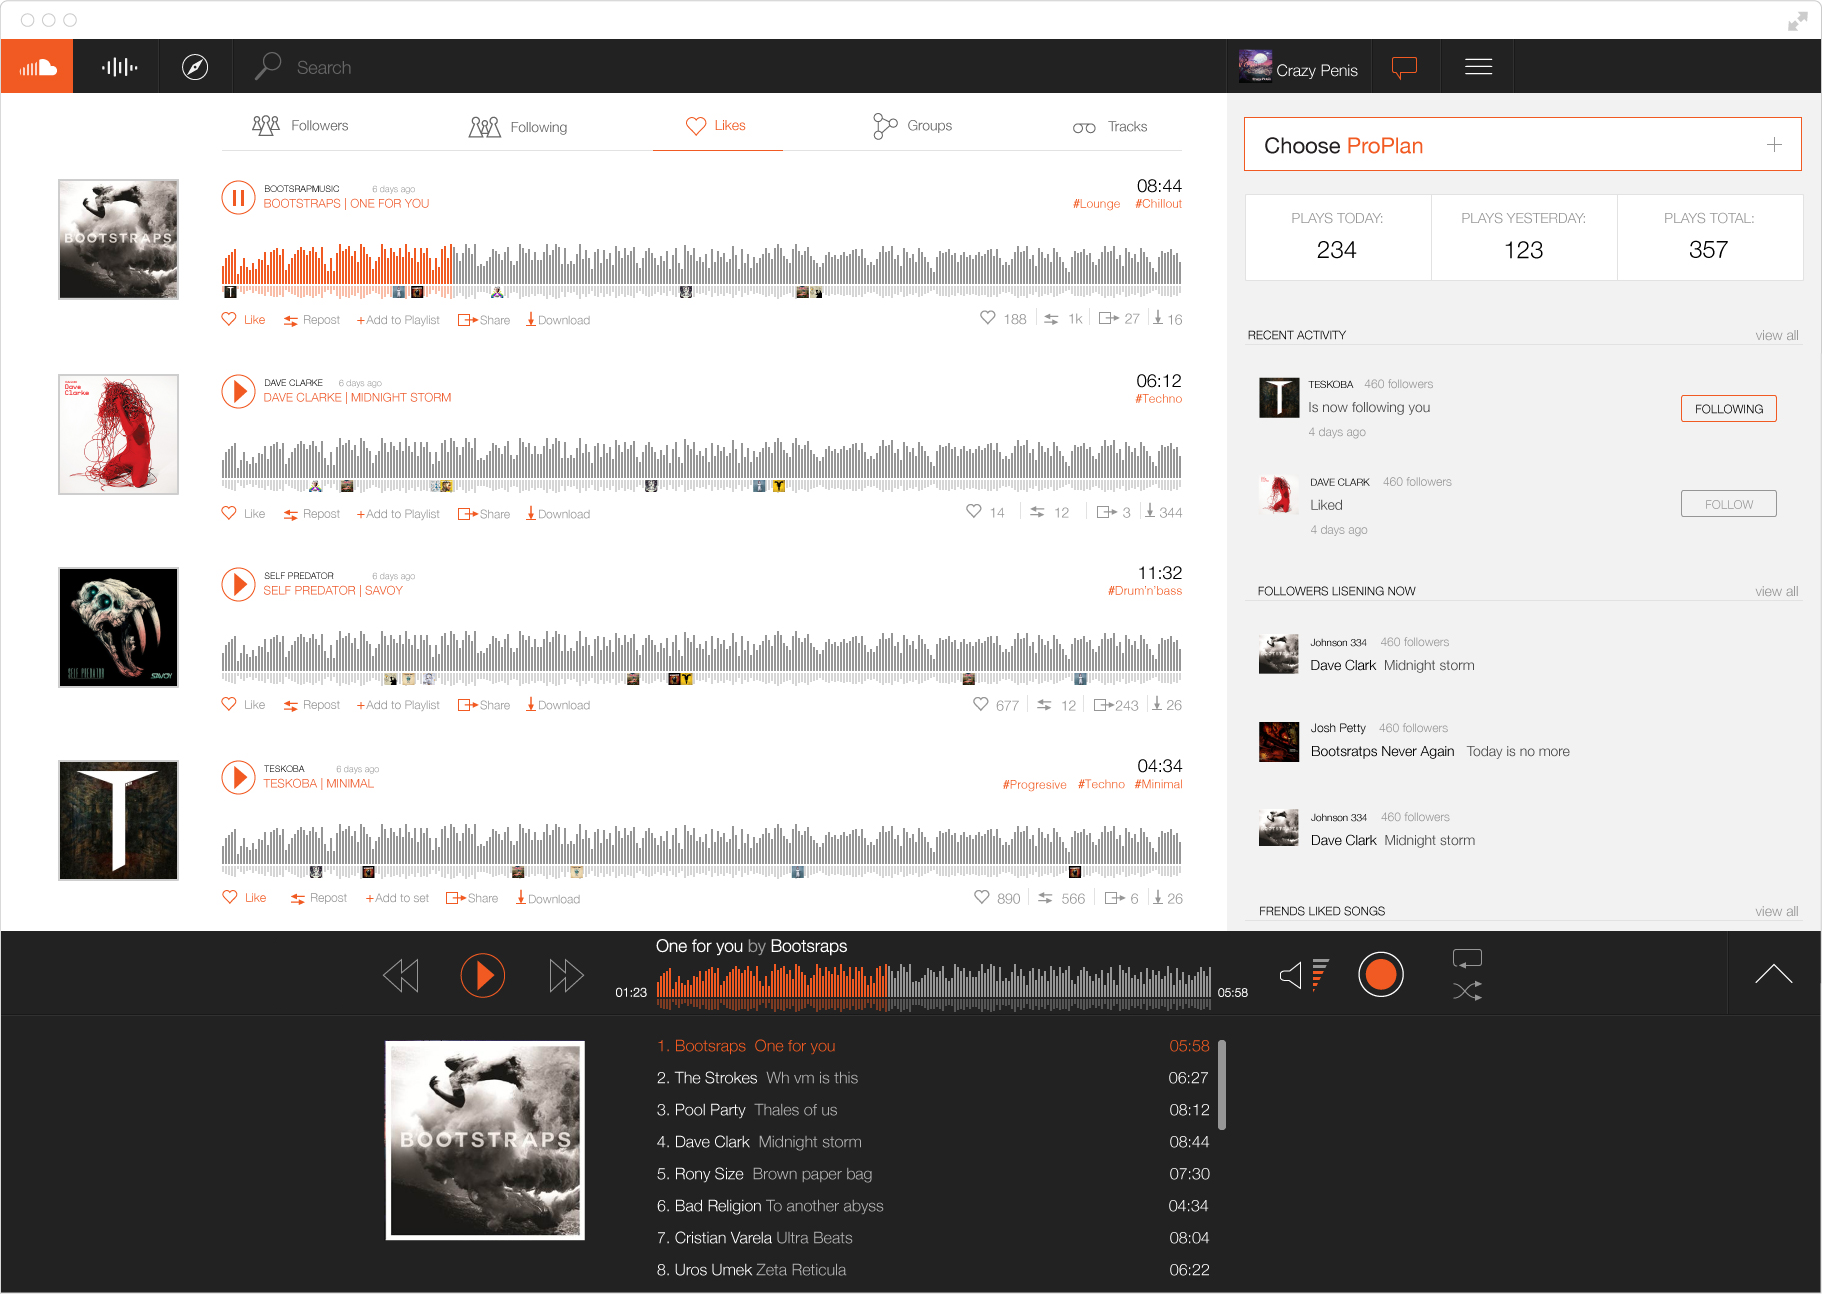 Search
Crazy Penis
Followers
Following
Likes
Groups
Tracks
BOOTSTRAPS
BOOTSRAPMUSIC 6 days ago
BOOTSTRAPS | ONE FOR YOU
08:44
#Lounge #Chillout
T
Like Repost +Add to Playlist Share Download
188 1k 27 16
Dave
Clarke
DAVE CLARKE 6 days ago
DAVE CLARKE | MIDNIGHT STORM
06:12
#Techno
Like Repost +Add to Playlist Share Download
14 12 3 344
SELF PREDATOR SAVOY
SELF PREDATOR 6 days ago
SELF PREDATOR | SAVOY
11:32
#Drum'n'bass
Like Repost +Add to Playlist Share Download
677 12 243 26
T
TESKOBA 6 days ago
TESKOBA | MINIMAL
04:34
#Progresive #Techno #Minimal
Like Repost +Add to set Share Download
890 566 6 26
Choose ProPlan
PLAYS TODAY: PLAYS YESTERDAY: PLAYS TOTAL:
234 123 357
RECENT ACTIVITY view all
T
TESKOBA 460 followers
Is now following you
4 days ago
FOLLOWING
DAVE CLARK 460 followers
Liked
4 days ago
FOLLOW
FOLLOWERS LISENING NOW view all
Johnson 334 460 followers
Dave Clark Midnight storm
Josh Petty 460 followers
Bootsratps Never Again Today is no more
Johnson 334 460 followers
Dave Clark Midnight storm
FRENDS LIKED SONGS view all
One for you by Bootsraps
01:23
05:58
BOOTSTRAPS
1. Bootsraps One for you 05:58
2. The Strokes Wh vm is this 06:27
3. Pool Party Thales of us 08:12
4. Dave Clark Midnight storm 08:44
5. Rony Size Brown paper bag 07:30
6. Bad Religion To another abyss 04:34
7. Cristian Varela Ultra Beats 08:04
8. Uros Umek Zeta Reticula 06:22